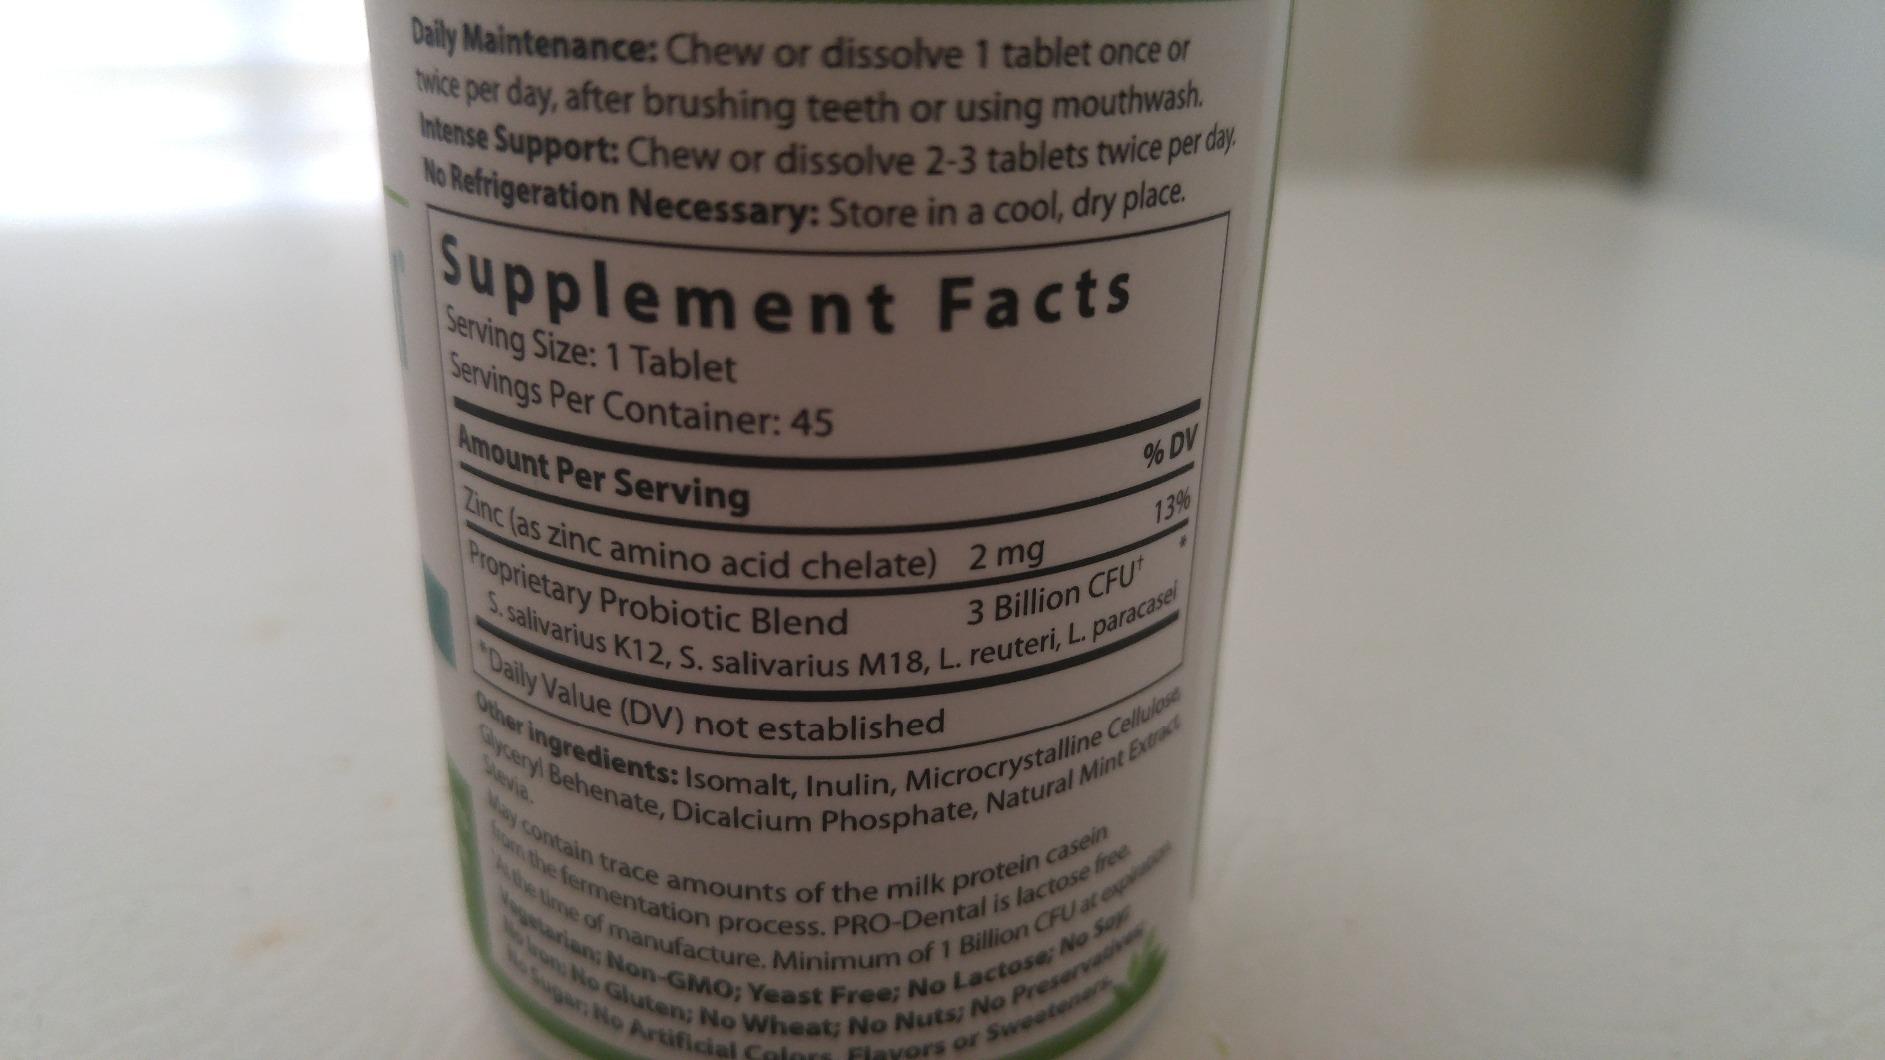 Daily Maintenance: Chew or dissolve 1 tablet once or
twice per day, after brushing teeth or using mouthwash.
Intense Support: Chew or dissolve 2-3 tablets twice per day.
No Refrigeration Necessary: Store in a cool, dry place.
Supplement Facts
Serving Size: 1 Tablet
Servings Per Container: 45
Amount Per Serving % DV
Zinc (as zinc amino acid chelate) 2 mg 13%
Proprietary Probiotic Blend 3 Billion CFU† *
S. salivarius K12, S. salivarius M18, L. reuteri, L. paracasei
*Daily Value (DV) not established
Other ingredients: Isomalt, Inulin, Microcrystalline Cellulose,
Glyceryl Behenate, Dicalcium Phosphate, Natural Mint Extract,
Stevia.
May contain trace amounts of the milk protein casein
from the fermentation process. PRO-Dental is lactose free.
†At the time of manufacture. Minimum of 1 Billion CFU at expiration.
Vegetarian; Non-GMO; Yeast Free; No Lactose; No Soy;
No Iron; No Gluten; No Wheat; No Nuts; No Preservatives;
No Sugar; No Artificial Colors, Flavors or Sweeteners.